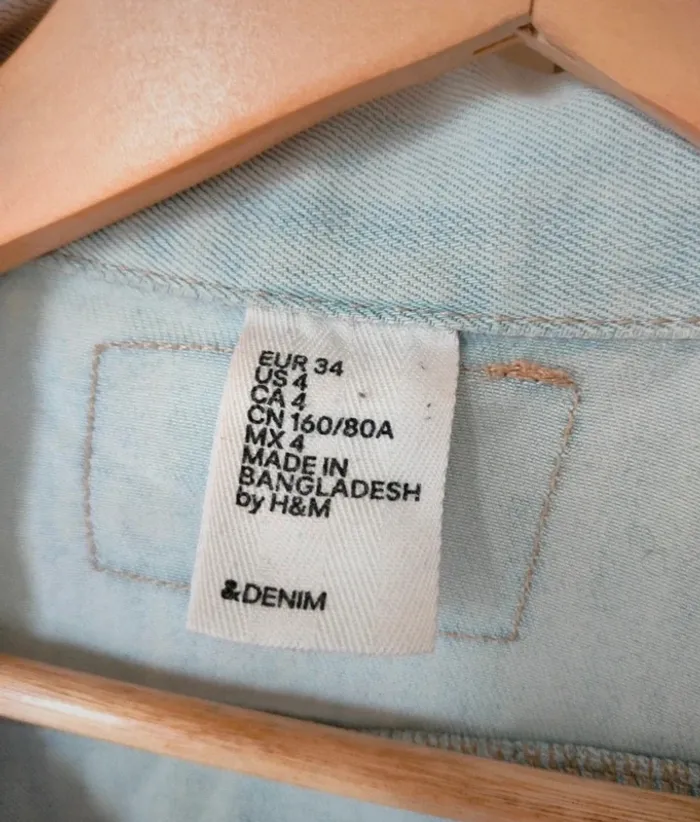 EUR 34
US 4
CA 4
CN 160/80A
MX 4
MADE IN
BANGLADESH
by H&M
&DENIM